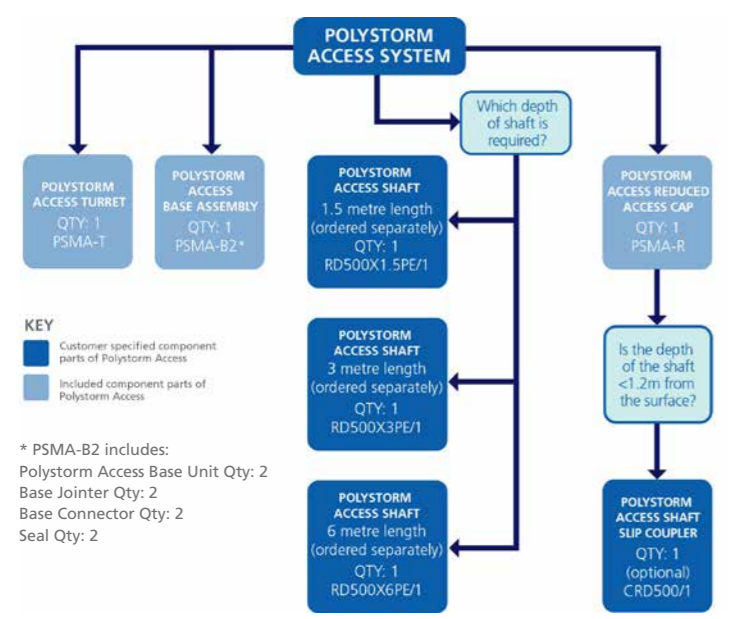 POLYSTORM
ACCESS SYSTEM
Which depth
of shaft is
required?
POLYSTORM
ACCESS TURRET
QTY: 1
PSMA-T
POLYSTORM
ACCESS
BASE ASSEMBLY
QTY: 1
PSMA-B2*
POLYSTORM
ACCESS SHAFT
1.5 metre length
(ordered separately)
QTY: 1
RD500X1.5PE/1
POLYSTORM
ACCESS REDUCED
ACCESS CAP
QTY: 1
PSMA-R
KEY
Customer specified component
parts of Polystorm Access
Included component parts of
Polystorm Access
POLYSTORM
ACCESS SHAFT
3 metre length
(ordered separately)
QTY: 1
RD500X3PE/1
Is the depth
of the shaft
<1.2m from
the surface?
* PSMA-B2 includes:
Polystorm Access Base Unit Qty: 2
Base Jointer Qty: 2
Base Connector Qty: 2
Seal Qty: 2
POLYSTORM
ACCESS SHAFT
6 metre length
(ordered separately)
QTY: 1
RD500X6PE/1
POLYSTORM
ACCESS SHAFT
SLIP COUPLER
QTY: 1
(optional)
CRD500/1